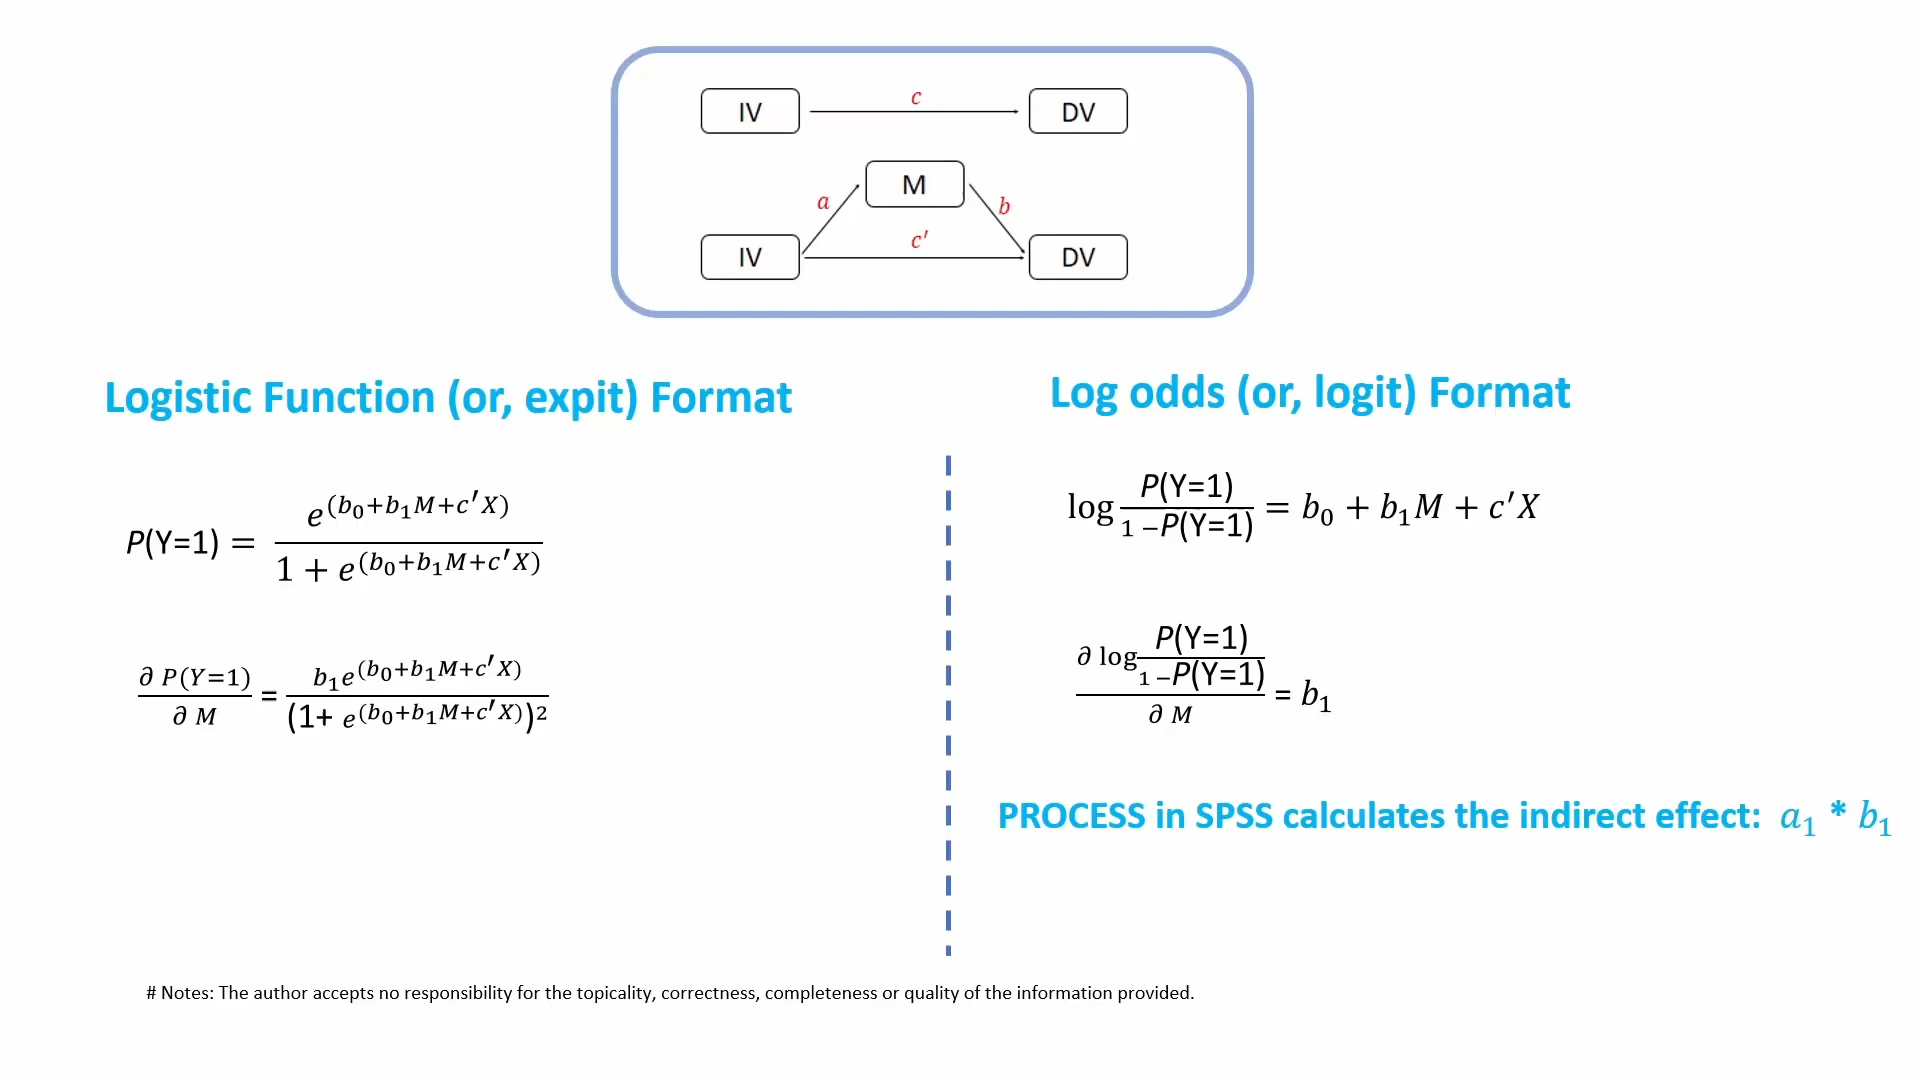 IV c DV
M
a b
IV c′ DV
Logistic Function (or, expit) Format
P(Y=1) = e^(b₀+b₁M+c′X) / 1 + e^(b₀+b₁M+c′X)
∂ P(Y=1) / ∂ M = b₁e^(b₀+b₁M+c′X) / (1+ e^(b₀+b₁M+c′X))²
Log odds (or, logit) Format
log P(Y=1) / 1 –P(Y=1) = b₀ + b₁M + c′X
∂ log P(Y=1) / 1 –P(Y=1) / ∂ M = b₁
PROCESS in SPSS calculates the indirect effect: a₁ * b₁
# Notes: The author accepts no responsibility for the topicality, correctness, completeness or quality of the information provided.